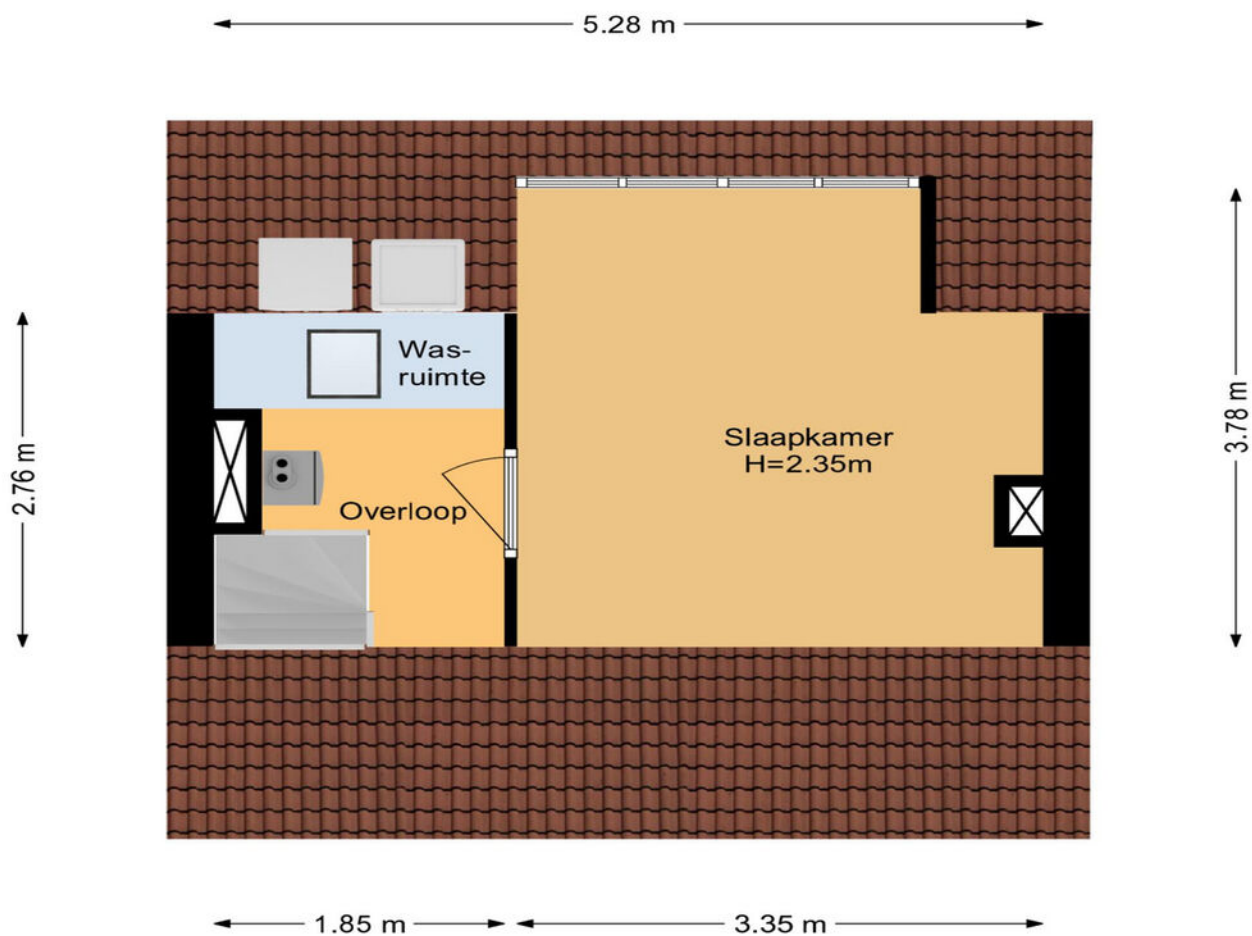 5.28 m
Was-
ruimte
Slaapkamer
H=2.35m
Overloop
2.76 m
3.78 m
1.85 m
3.35 m